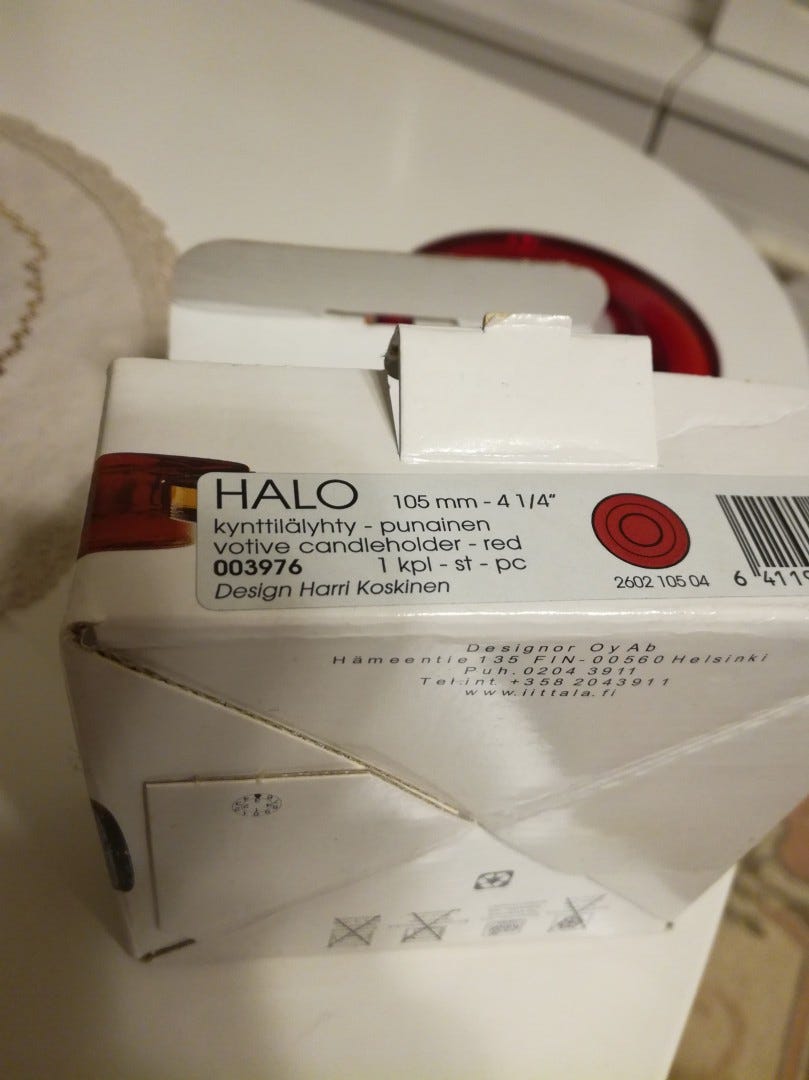 HALO 105 mm - 4 1/4"
kynttilälyhty - punainen
votive candleholder - red
003976 1 kpl - st - pc
Design Harri Koskinen
2602 105 04
6 4119
Designor Oy Ab
Hämeentie 135 FIN-00560 Helsinki
Puh. 0204 3911
Tel.int. +358 2043911
www.iittala.fi